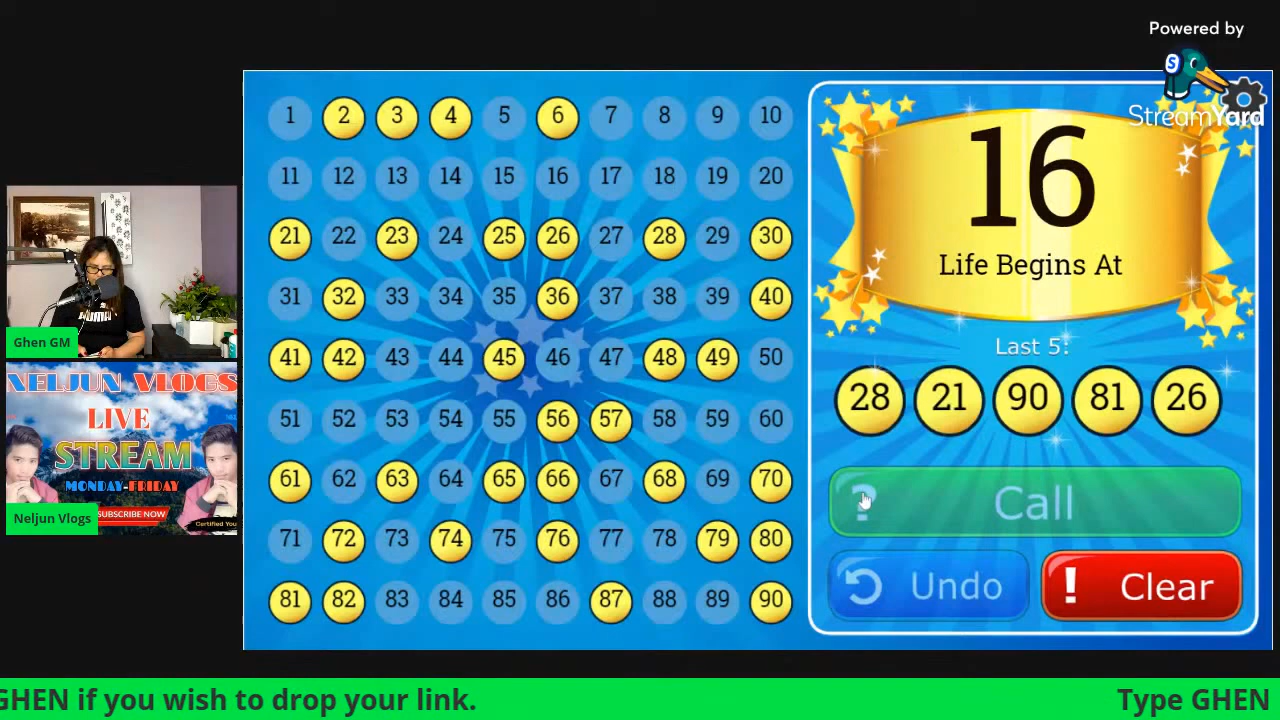 Powered by
StreamYard
1 2 3 4 5 6 7 8 9 10
11 12 13 14 15 16 17 18 19 20
21 22 23 24 25 26 27 28 29 30
31 32 33 34 35 36 37 38 39 40
41 42 43 44 45 46 47 48 49 50
51 52 53 54 55 56 57 58 59 60
61 62 63 64 65 66 67 68 69 70
71 72 73 74 75 76 77 78 79 80
81 82 83 84 85 86 87 88 89 90
16
Life Begins At
Last 5:
28 21 90 81 26
? Call
Undo
! Clear
Ghen GM
NELJUN VLOGS
LIVE
STREAM
MONDAY-FRIDAY
SUBSCRIBE NOW
Certified You
Neljun Vlogs
GHEN if you wish to drop your link.
Type GHEN